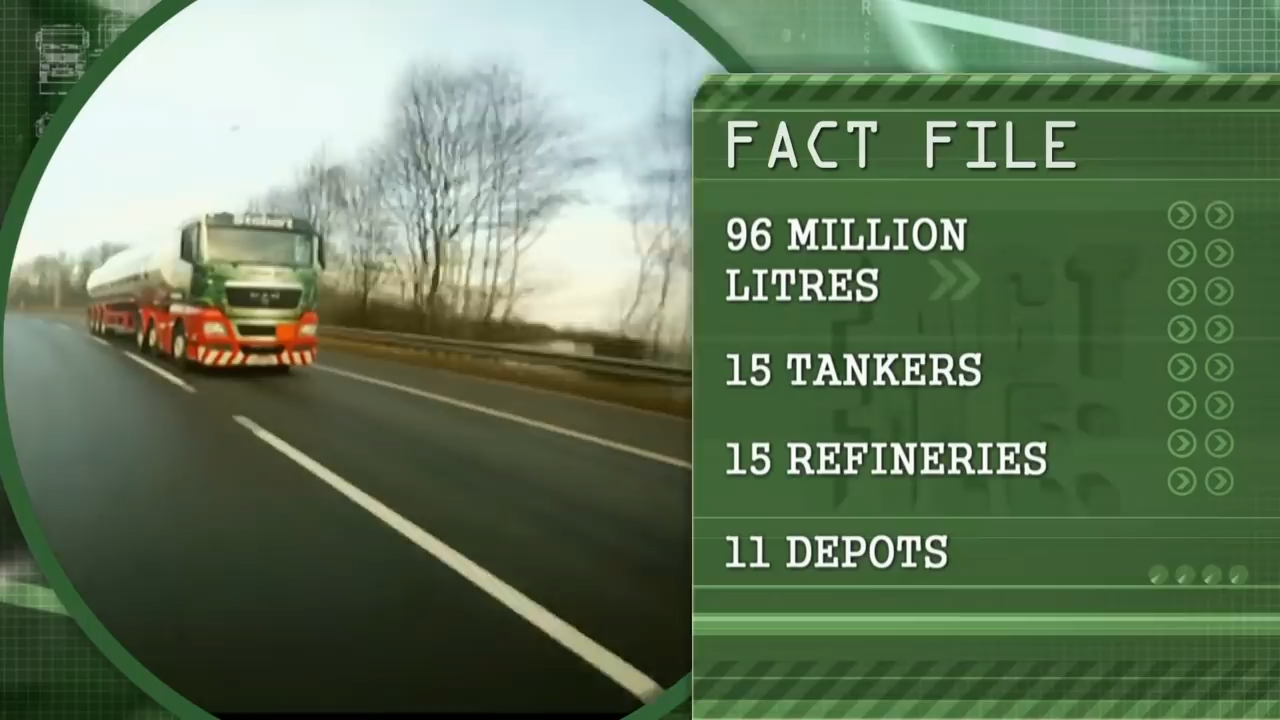 FACT FILE
96 MILLION
LITRES
15 TANKERS
15 REFINERIES
11 DEPOTS